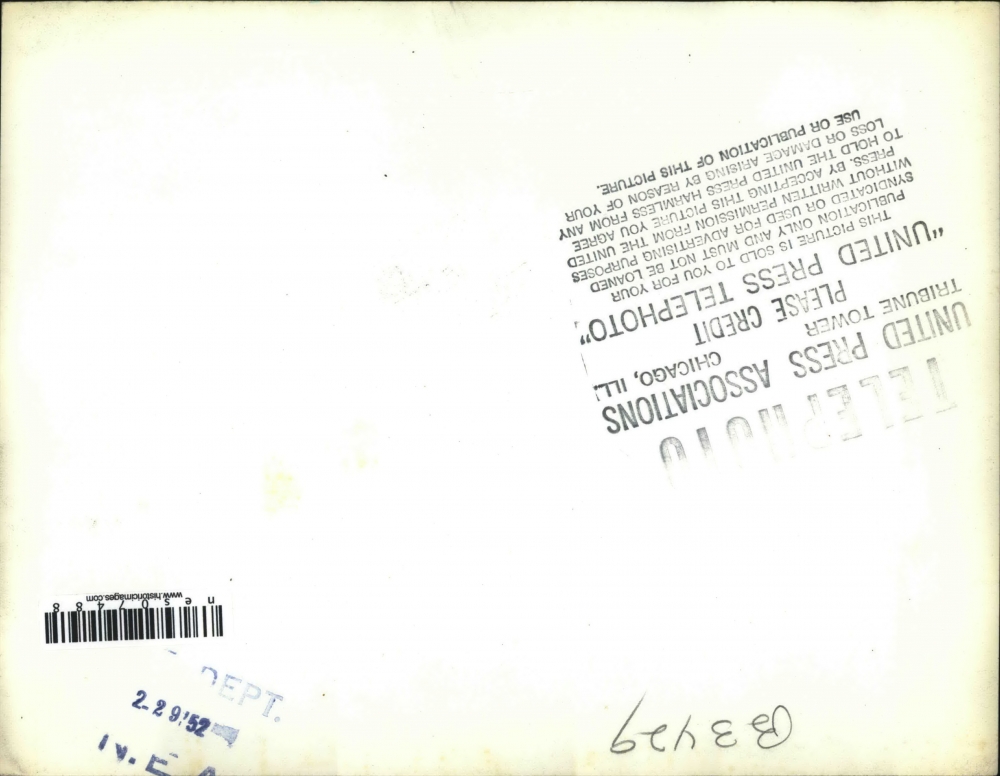 TELEPHOTO
UNITED PRESS ASSOCIATIONS
TRIBUNE TOWER CHICAGO, ILL.
PLEASE CREDIT
"UNITED PRESS TELEPHOTO"
THIS PICTURE IS SOLD TO YOU FOR YOUR
PUBLICATION ONLY AND MUST NOT BE LOANED
SYNDICATED OR USED FOR ADVERTISING PURPOSES
WITHOUT WRITTEN PERMISSION FROM THE UNITED
PRESS. BY ACCEPTING THIS PICTURE YOU AGREE
TO HOLD THE UNITED PRESS HARMLESS FROM ANY
LOSS OR DAMAGE ARISING BY REASON OF YOUR
USE OR PUBLICATION OF THIS PICTURE.
www.historicimages.com
nes07488
DEPT.
2-29'52
N.E.A
B3429